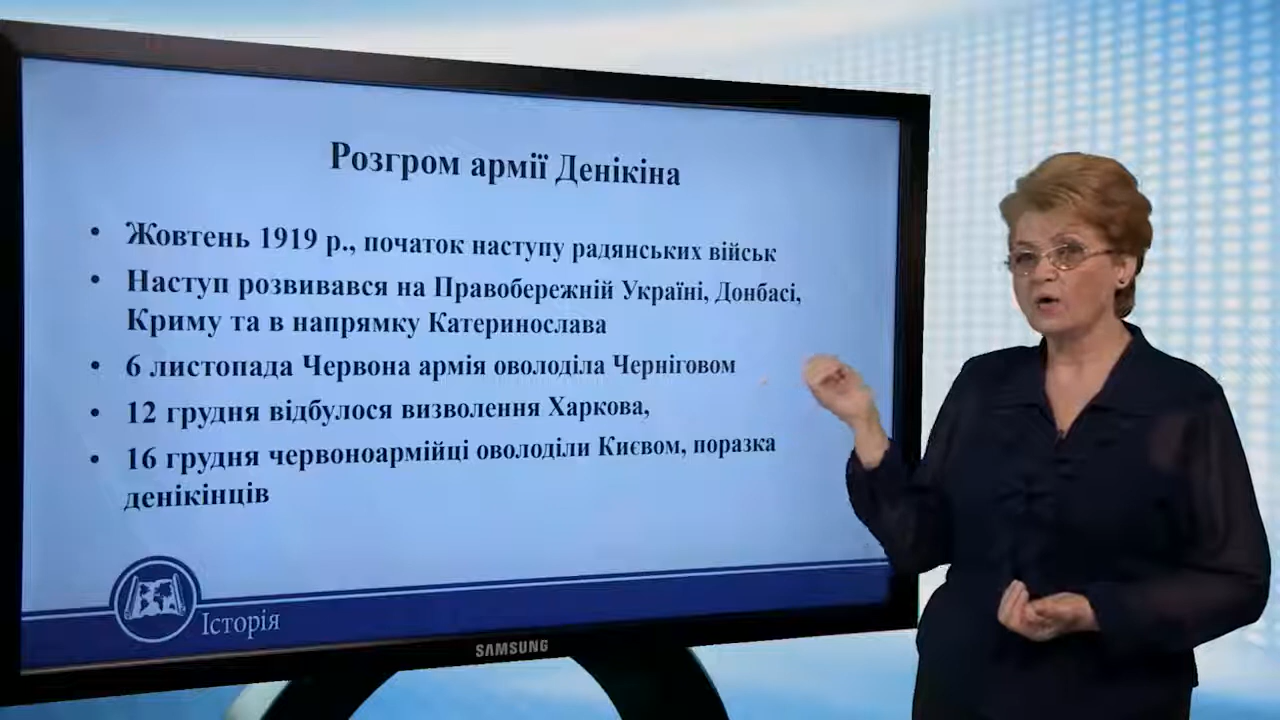 Розгром армії Денікіна
• Жовтень 1919 р., початок наступу радянських військ
• Наступ розвивався на Правобережній Україні, Донбасі,
Криму та в напрямку Катеринослава
• 6 листопада Червона армія оволоділа Черніговом
• 12 грудня відбулося визволення Харкова,
• 16 грудня червоноармійці оволоділи Києвом, поразка
денікінців
Історія
SAMSUNG